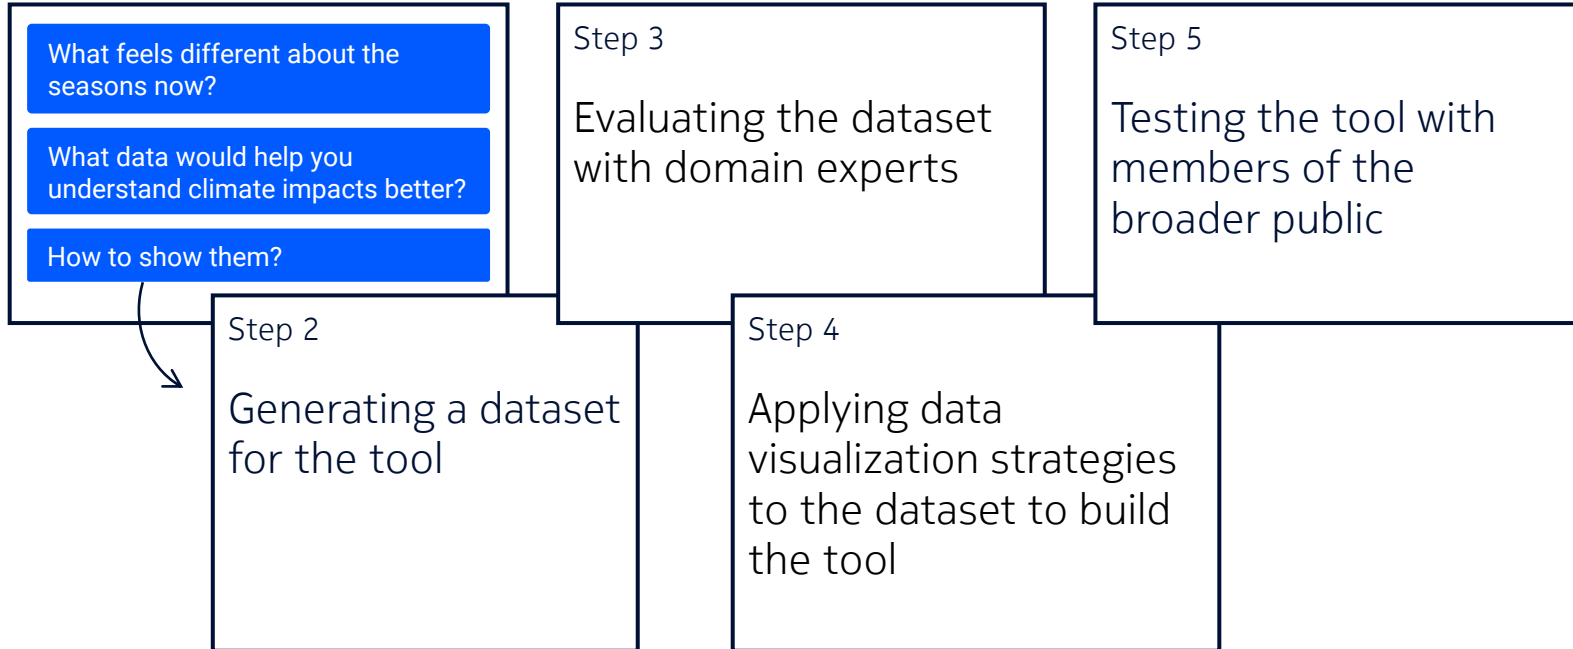 What feels different about the
seasons now?
What data would help you
understand climate impacts better?
How to show them?
Step 2
Generating a dataset
for the tool
Step 3
Evaluating the dataset
with domain experts
Step 4
Applying data
visualization strategies
to the dataset to build
the tool
Step 5
Testing the tool with
members of the
broader public